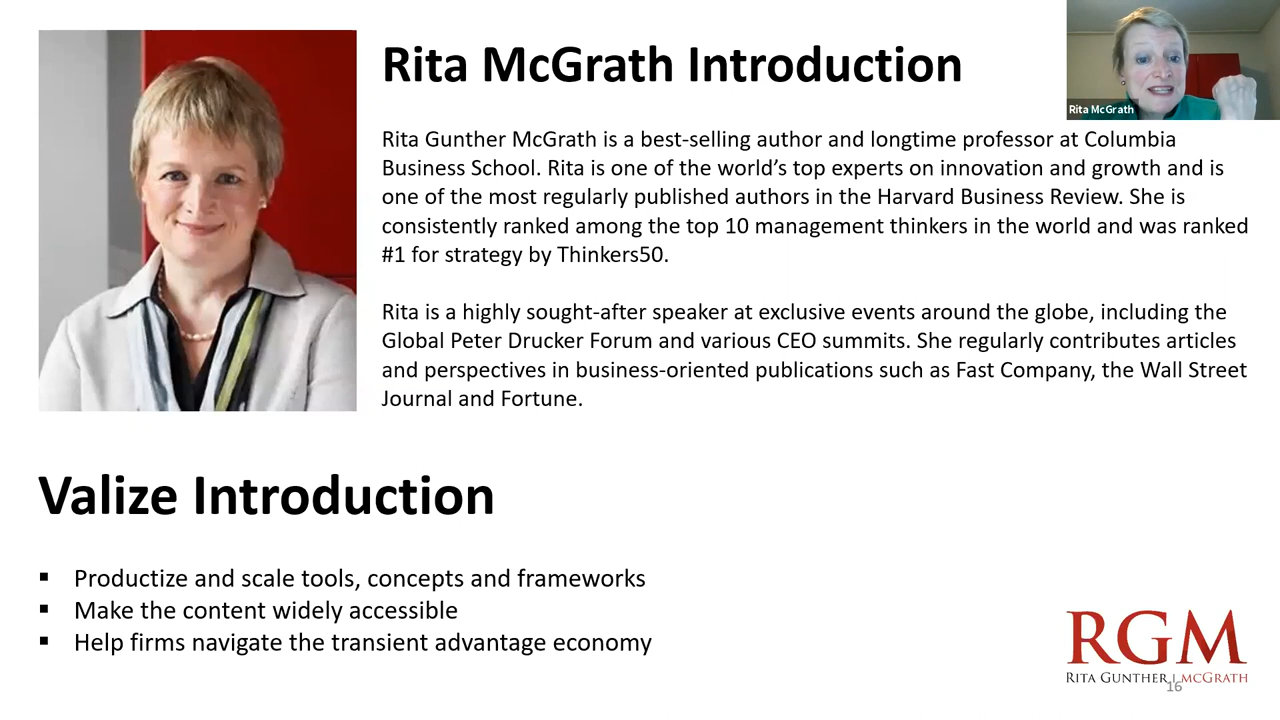 Rita McGrath Introduction
Rita McGrath
Rita Gunther McGrath is a best-selling author and longtime professor at Columbia
Business School. Rita is one of the world’s top experts on innovation and growth and is
one of the most regularly published authors in the Harvard Business Review. She is
consistently ranked among the top 10 management thinkers in the world and was ranked
#1 for strategy by Thinkers50.
Rita is a highly sought-after speaker at exclusive events around the globe, including the
Global Peter Drucker Forum and various CEO summits. She regularly contributes articles
and perspectives in business-oriented publications such as Fast Company, the Wall Street
Journal and Fortune.
Valize Introduction
▪ Productize and scale tools, concepts and frameworks
▪ Make the content widely accessible
▪ Help firms navigate the transient advantage economy
RGM
RITA GUNTHER | MCGRATH
16